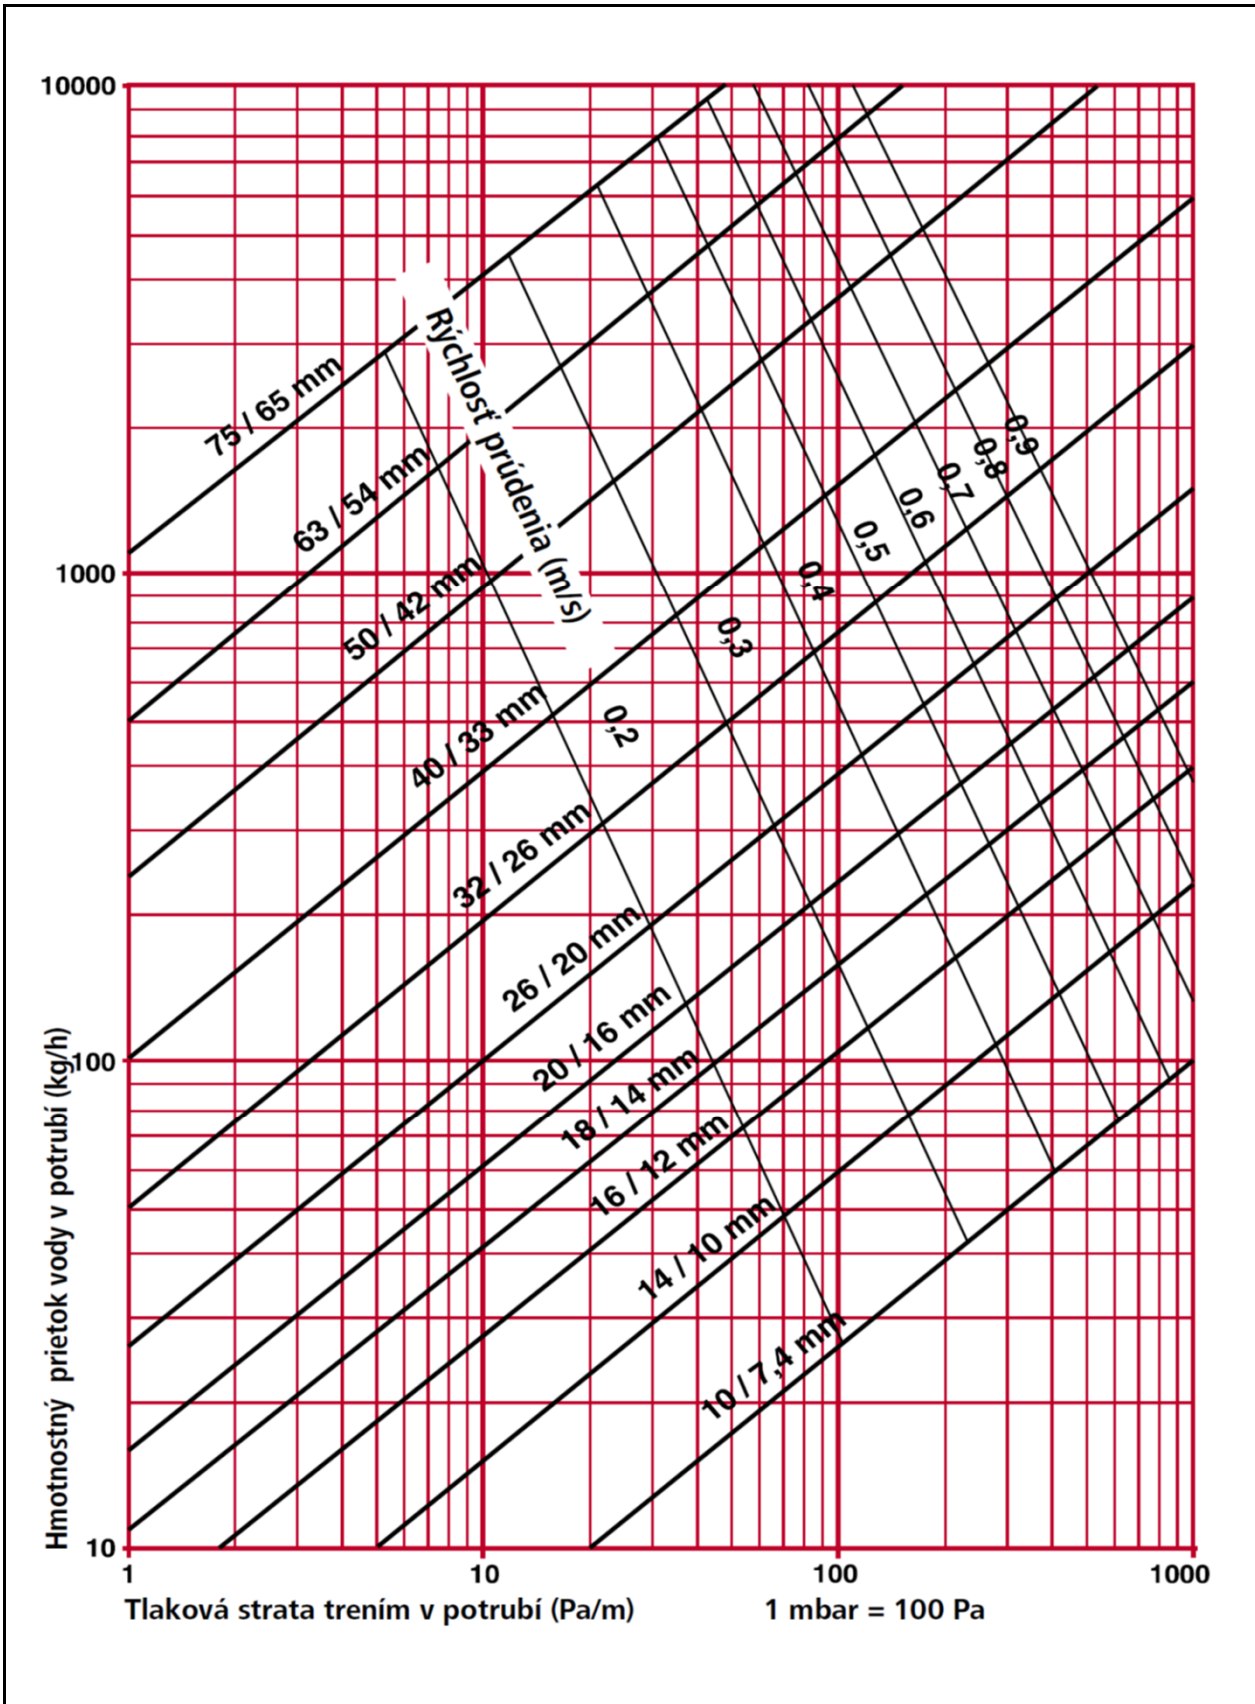 10000
75 / 65 mm
Rýchlosť prúdenia (m/s)
63 / 54 mm
0,9
0,8
0,7
0,6
0,5
1000
50 / 42 mm
0,4
0,3
40 / 33 mm
0,2
32 / 26 mm
26 / 20 mm
20 / 16 mm
100
18 / 14 mm
16 / 12 mm
14 / 10 mm
10 / 7,4 mm
Hmotnostný prietok vody v potrubí (kg/h)
10
1 10 100 1000
Tlaková strata trením v potrubí (Pa/m) 1 mbar = 100 Pa